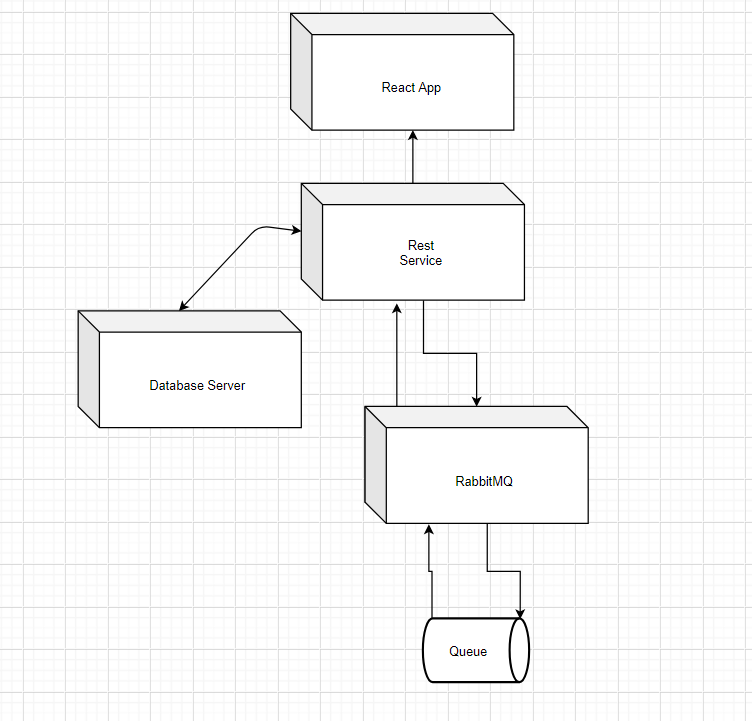 React App
Rest
Service
Database Server
RabbitMQ
Queue